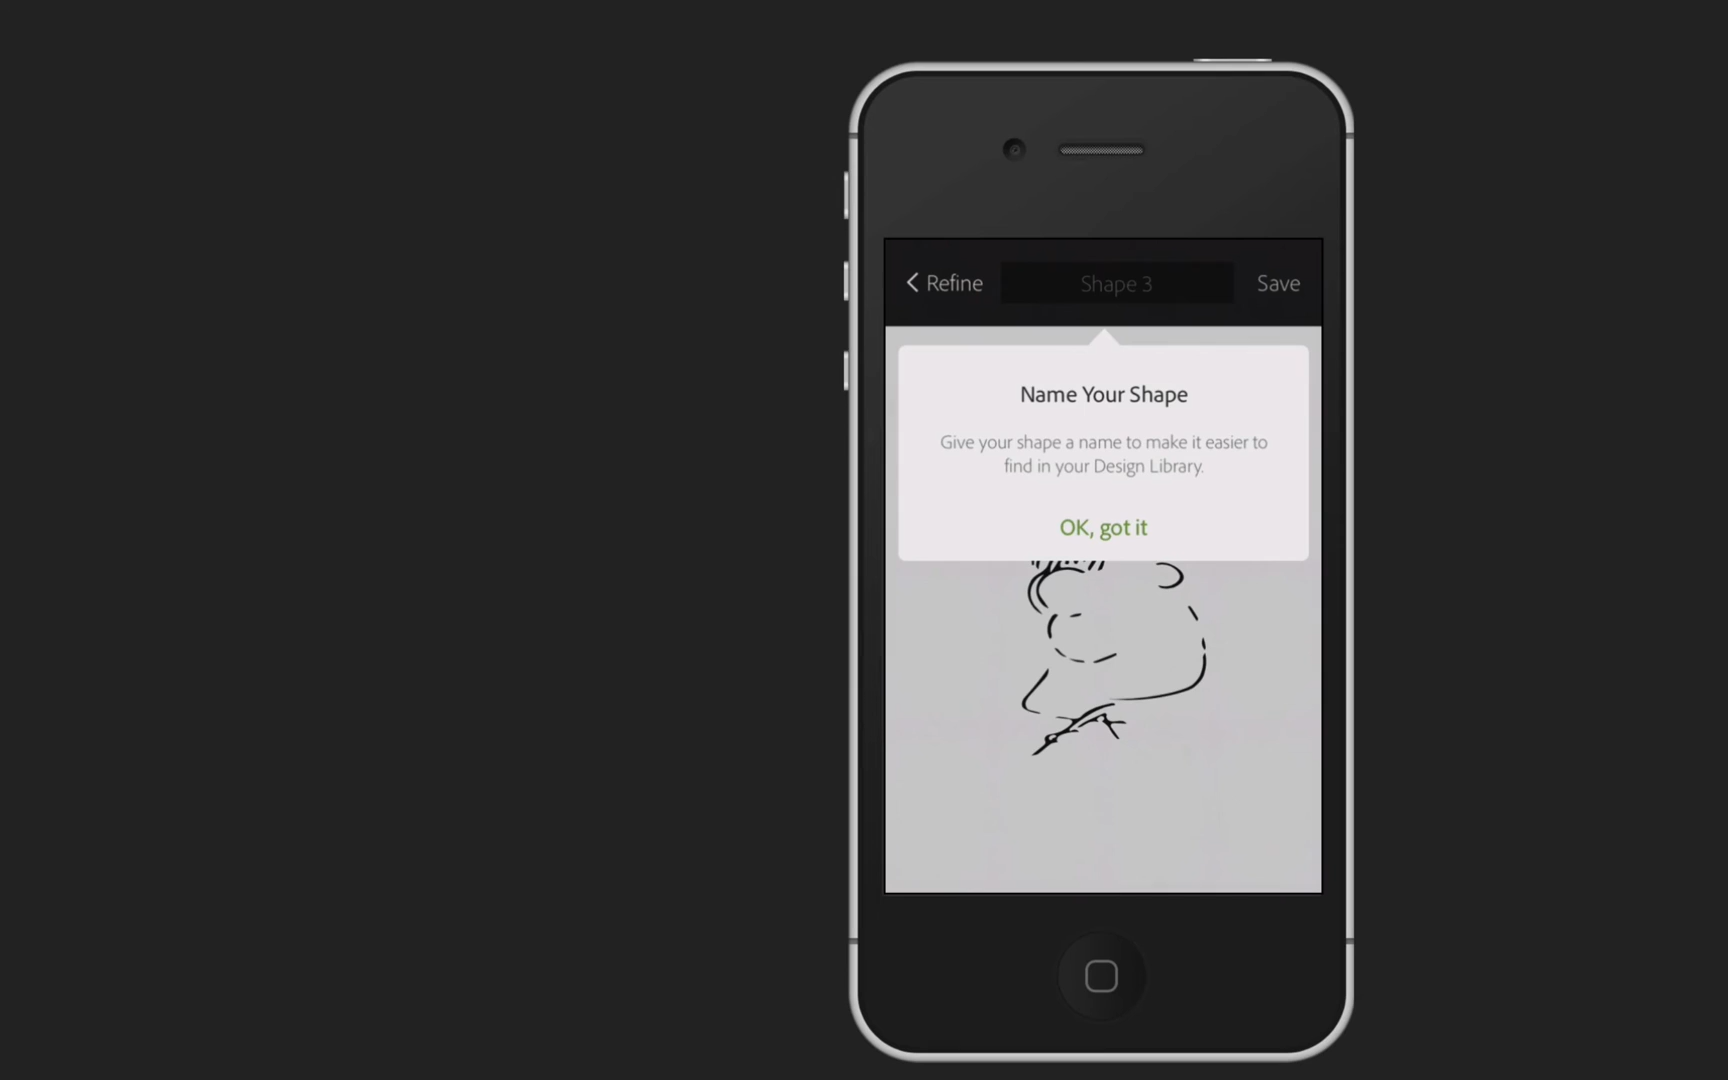 Refine
Shape 3
Save
Name Your Shape
Give your shape a name to make it easier to
find in your Design Library.
OK, got it